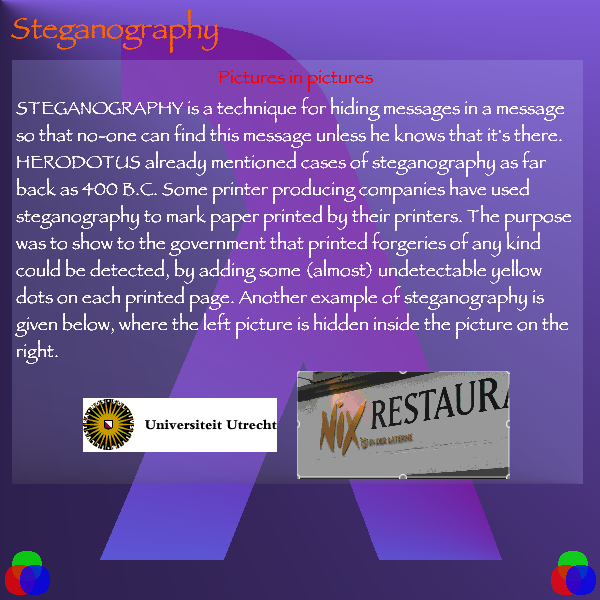 Steganography
Pictures in pictures
STEGANOGRAPHY is a technique for hiding messages in a message
so that no-one can find this message unless he knows that it's there.
HERODOTUS already mentioned cases of steganography as far
back as 400 B.C. Some printer producing companies have used
steganography to mark paper printed by their printers. The purpose
was to show to the government that printed forgeries of any kind
could be detected, by adding some (almost) undetectable yellow
dots on each printed page. Another example of steganography is
given below, where the left picture is hidden inside the picture on the
right.
Universiteit Utrecht
NiX RESTAURA
IN DER LATERNE